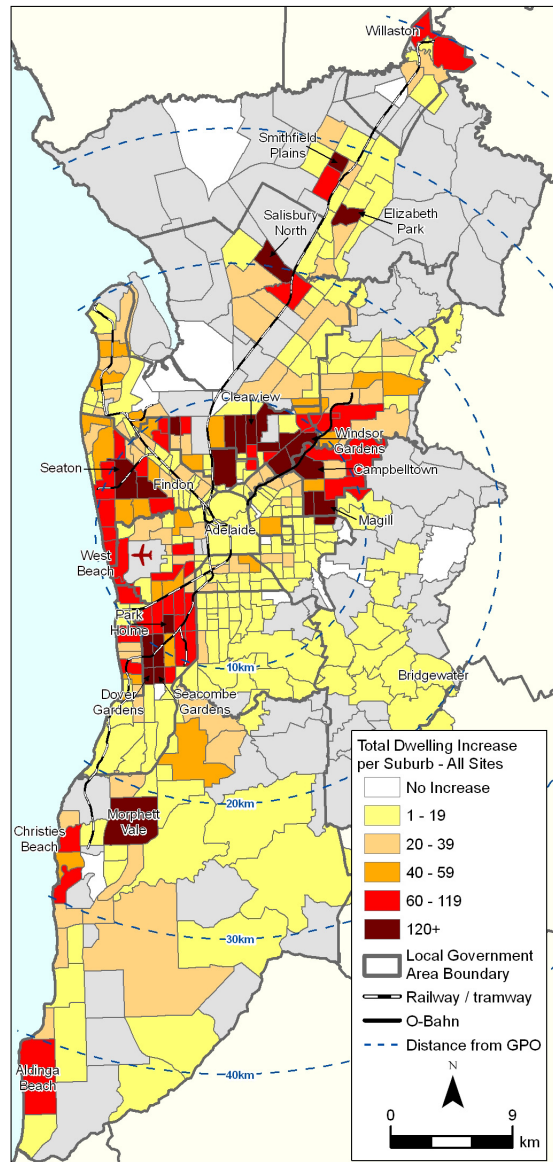 Willaston
Smithfield
Plains
Salisbury
North
Elizabeth
Park
Clearview
Windsor
Gardens
Seaton
Findon
Campbelltown
Magill
Adelaide
West
Beach
Park
Holme
10km
Bridgewater
Dover
Gardens
Seacombe
Gardens
20km
Morphett
Vale
Christies
Beach
30km
Aldinga
Beach
40km
Total Dwelling Increase
per Suburb - All Sites
No Increase
1 - 19
20 - 39
40 - 59
60 - 119
120+
Local Government
Area Boundary
Railway / tramway
O-Bahn
Distance from GPO
N
0 9
km